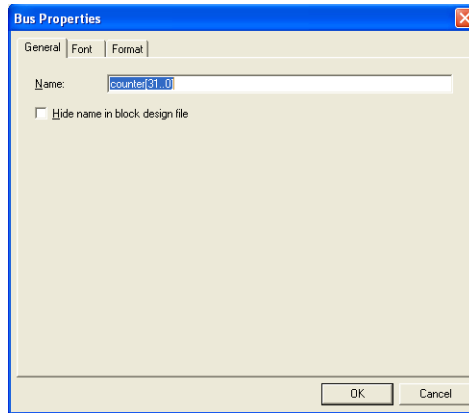 Bus Properties
General Font Format
Name: counter[31..0]
Hide name in block design file
OK Cancel